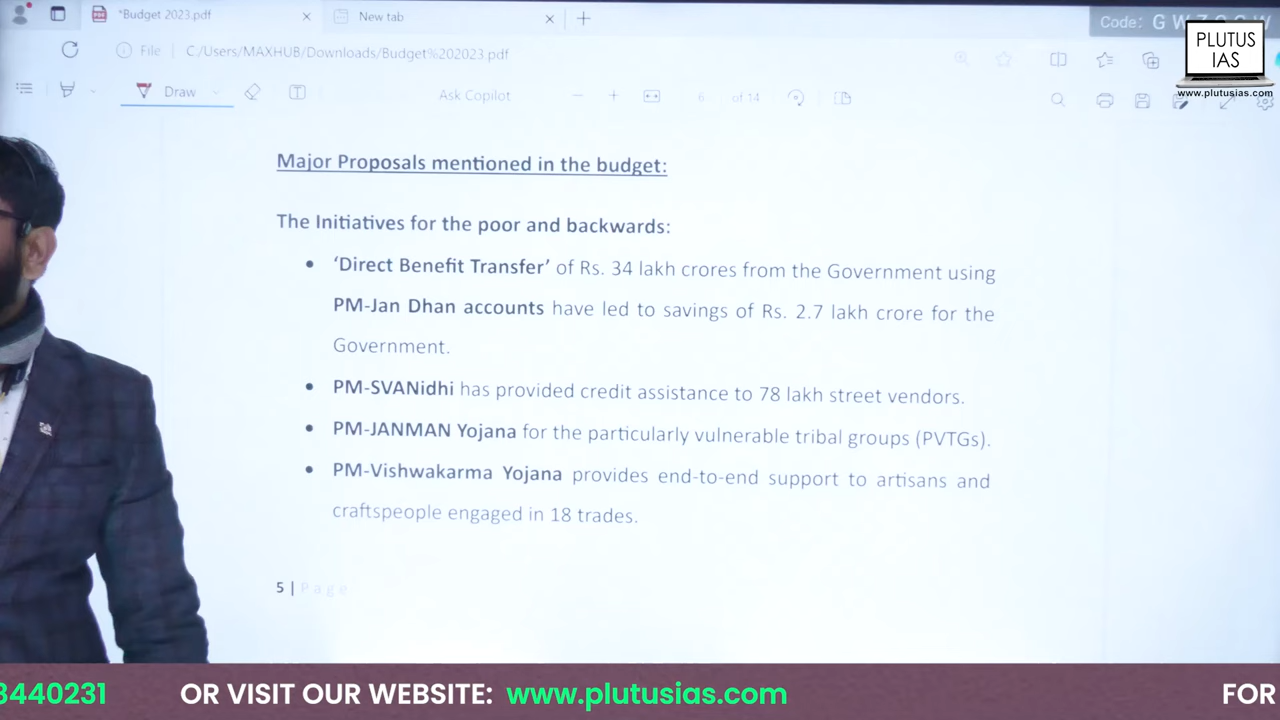 *Budget 2023.pdf
New tab
Code: G W
File | C:/Users/MAXHUB/Downloads/Budget%202023.pdf
PLUTUS
IAS
www.plutusias.com
Draw
Ask Copilot
6 of 14
Major Proposals mentioned in the budget:
The Initiatives for the poor and backwards:
• ‘Direct Benefit Transfer’ of Rs. 34 lakh crores from the Government using
PM-Jan Dhan accounts have led to savings of Rs. 2.7 lakh crore for the
Government.
• PM-SVANidhi has provided credit assistance to 78 lakh street vendors.
• PM-JANMAN Yojana for the particularly vulnerable tribal groups (PVTGs).
• PM-Vishwakarma Yojana provides end-to-end support to artisans and
craftspeople engaged in 18 trades.
5 | Page
3440231 OR VISIT OUR WEBSITE: www.plutusias.com FOR